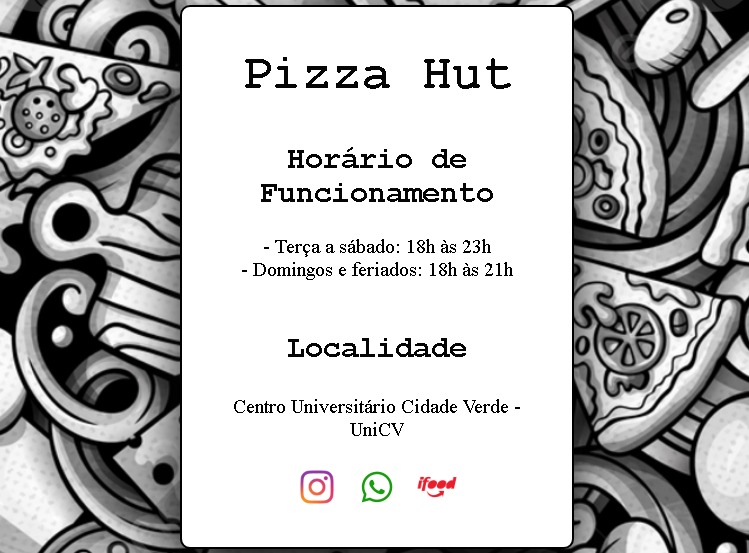 Pizza Hut
Horário de
Funcionamento
- Terça a sábado: 18h às 23h
- Domingos e feriados: 18h às 21h
Localidade
Centro Universitário Cidade Verde -
UniCV
ifood